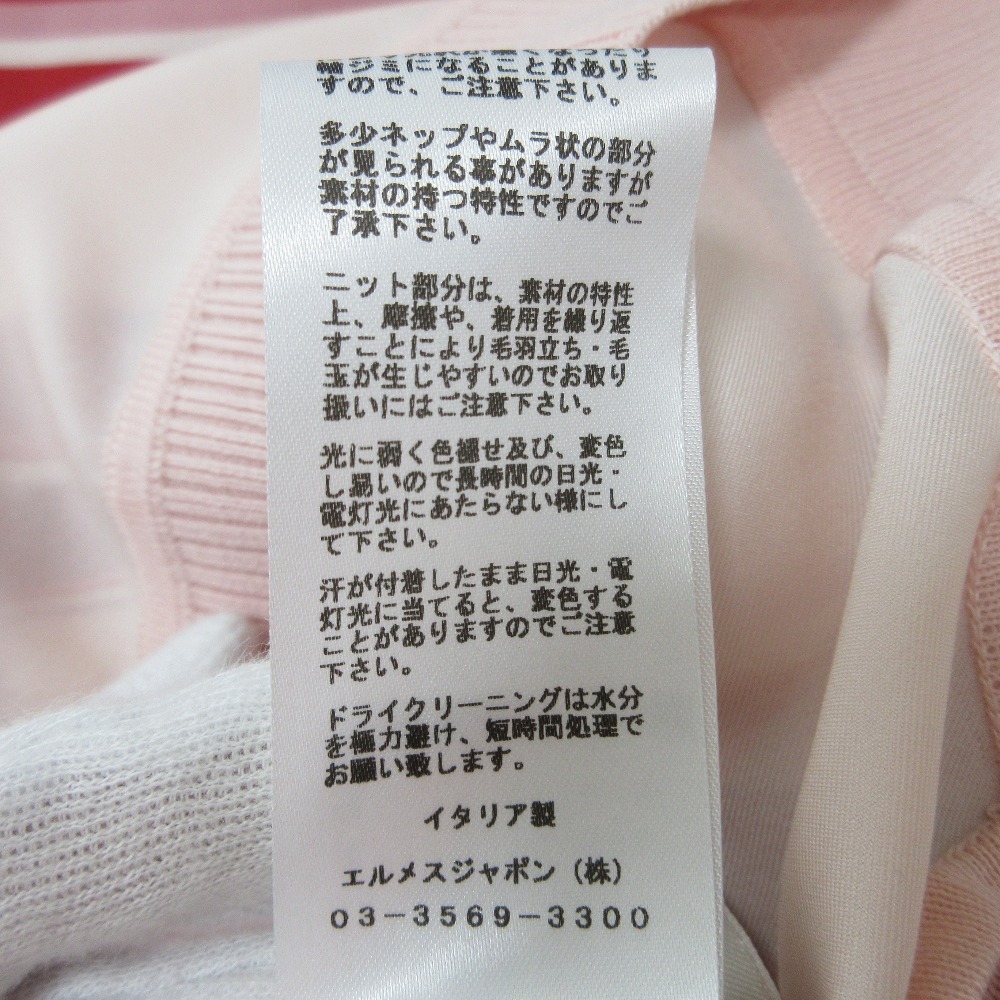 輪ジミになることがありま
すので、ご注意下さい。
多少ネップやムラ状の部分
が見られる事がありますが
素材の持つ特性ですのでご
了承下さい。
ニット部分は、素材の特性
上、摩擦や、着用を繰り返
すことにより毛羽立ち・毛
玉が生じやすいのでお取り
扱いにはご注意下さい。
光に弱く色褪せ及び、変色
し易いので長時間の日光・
電灯光にあたらない様にし
て下さい。
汗が付着したまま日光・電
灯光に当てると、変色する
ことがありますのでご注意
下さい。
ドライクリーニングは水分
を極力避け、短時間処理で
お願い致します。
イタリア製
エルメスジャポン（株）
03-3569-3300